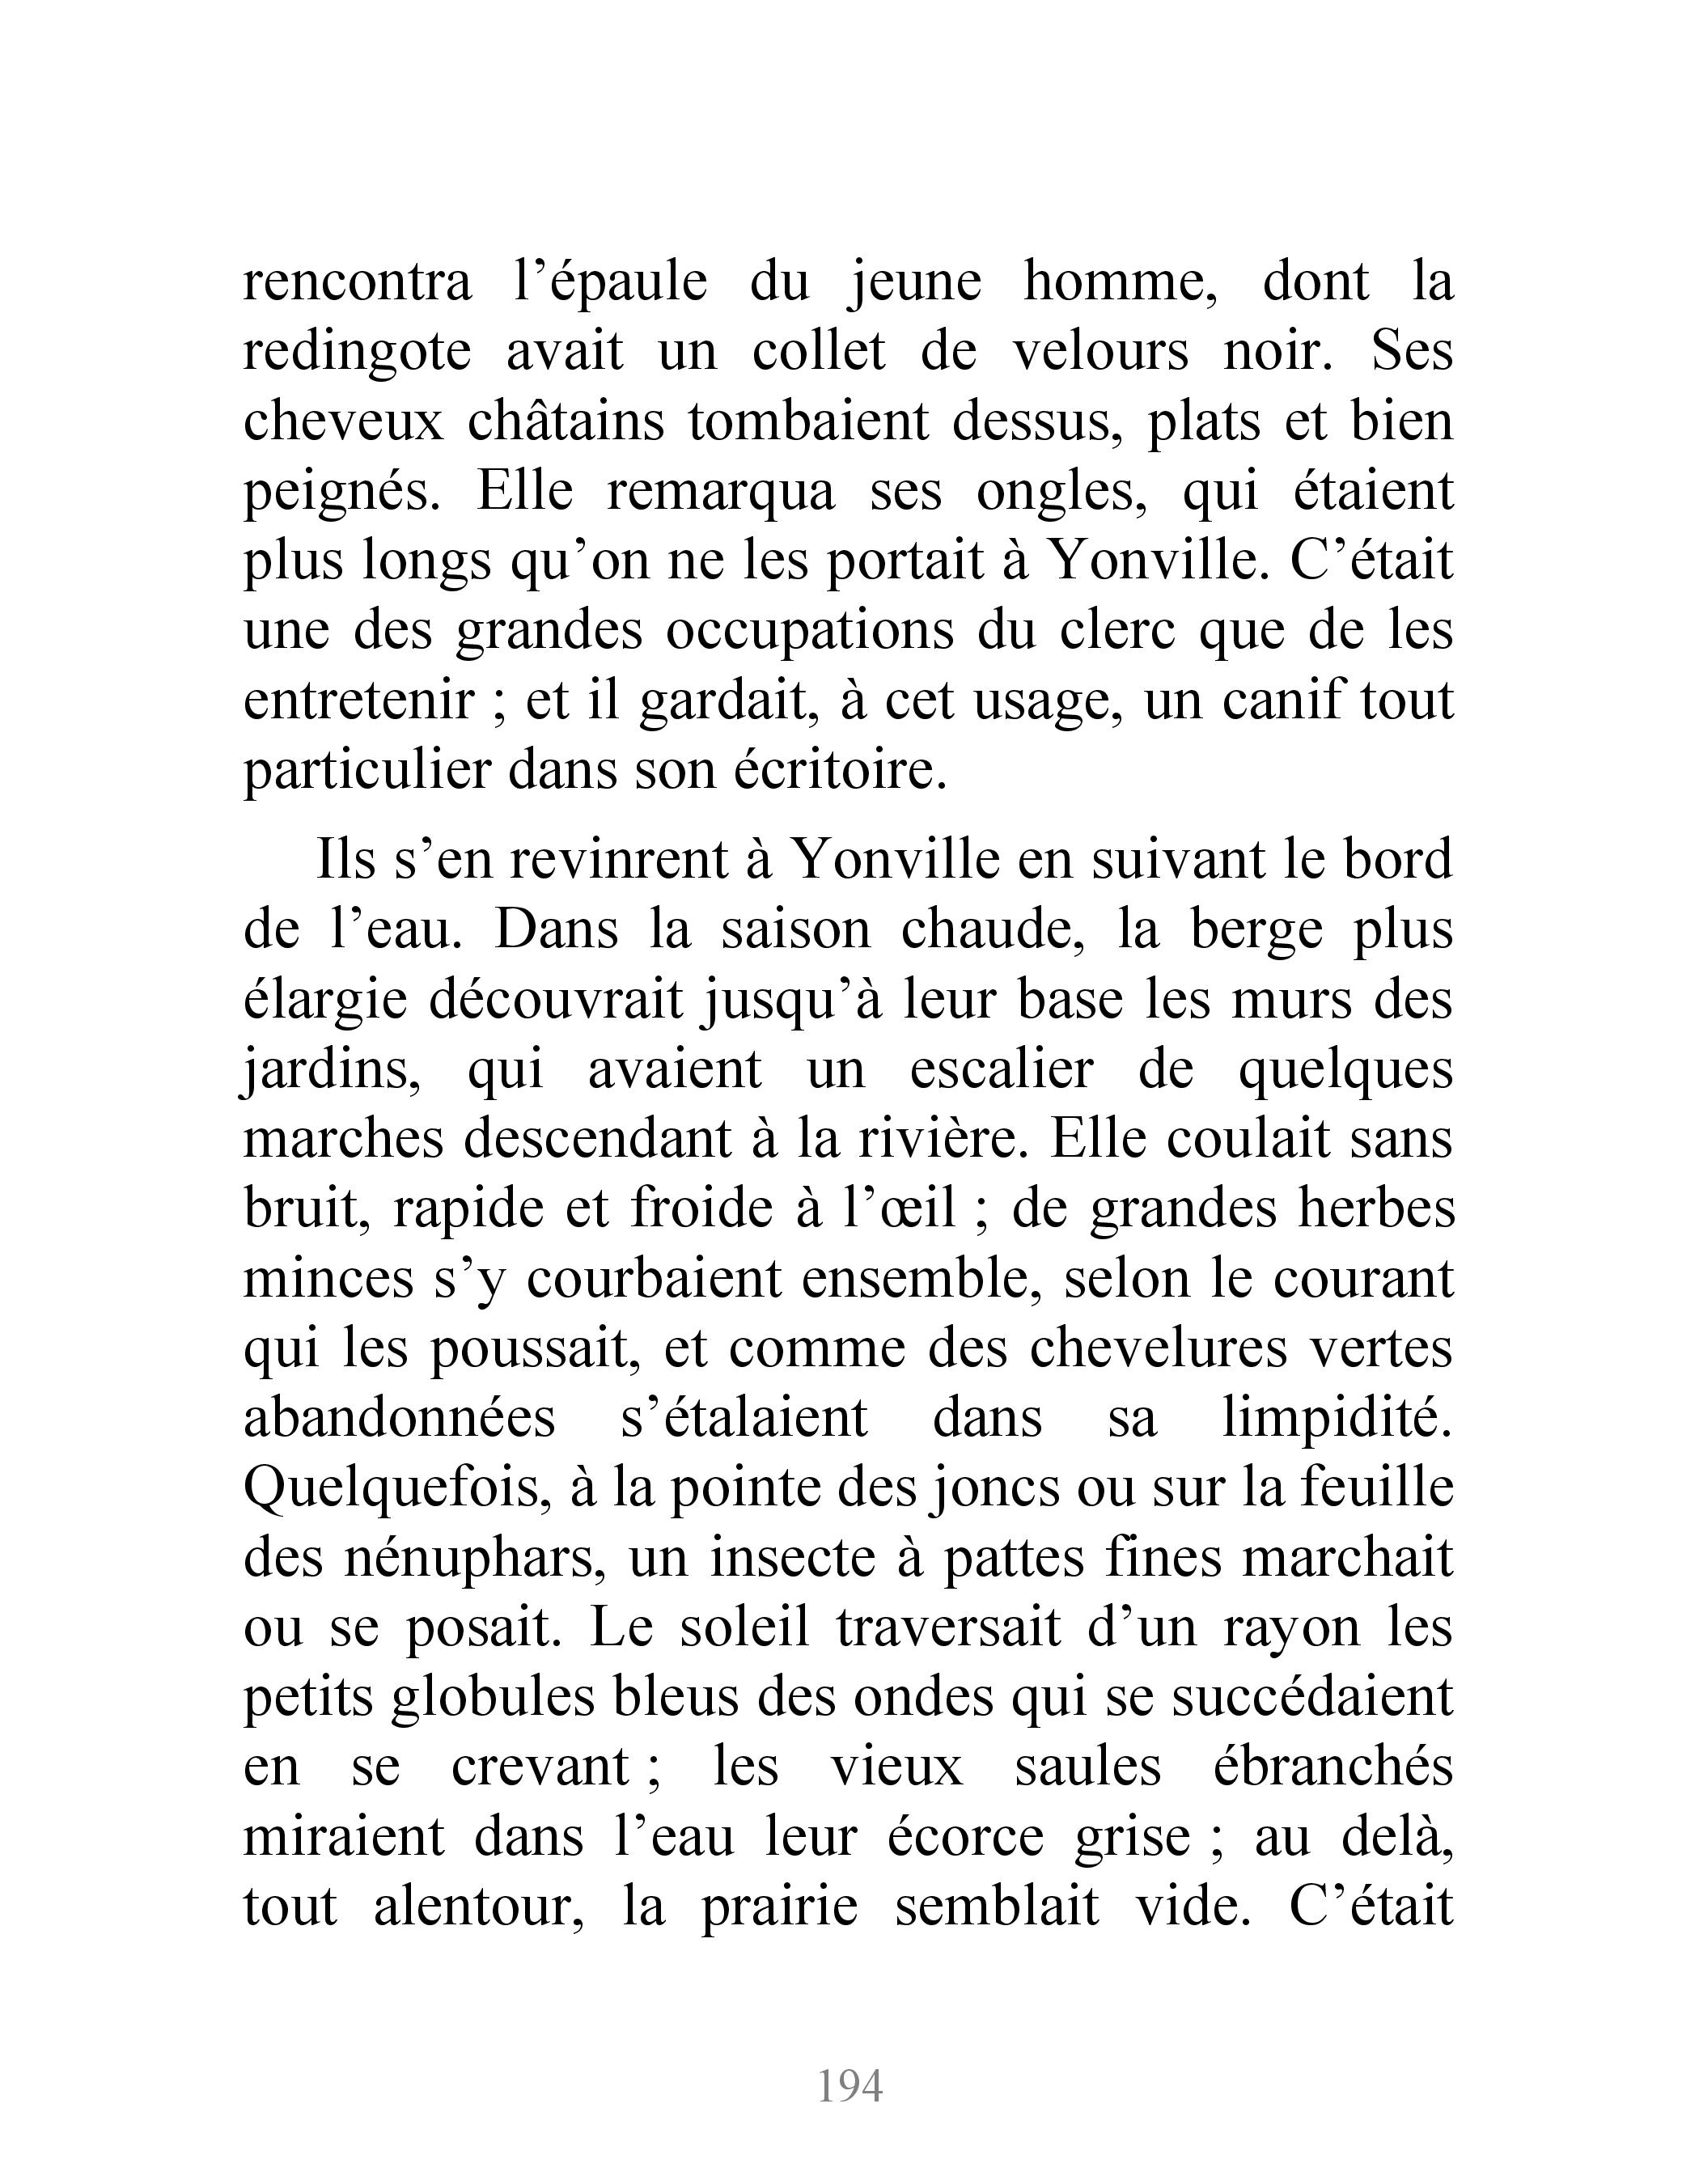 rencontra l’épaule du jeune homme, dont la
redingote avait un collet de velours noir. Ses
cheveux châtains tombaient dessus, plats et bien
peignés. Elle remarqua ses ongles, qui étaient
plus longs qu’on ne les portait à Yonville. C’était
une des grandes occupations du clerc que de les
entretenir ; et il gardait, à cet usage, un canif tout
particulier dans son écritoire.
Ils s’en revinrent à Yonville en suivant le bord
de l’eau. Dans la saison chaude, la berge plus
élargie découvrait jusqu’à leur base les murs des
jardins, qui avaient un escalier de quelques
marches descendant à la rivière. Elle coulait sans
bruit, rapide et froide à l’œil ; de grandes herbes
minces s’y courbaient ensemble, selon le courant
qui les poussait, et comme des chevelures vertes
abandonnées s’étalaient dans sa limpidité.
Quelquefois, à la pointe des joncs ou sur la feuille
des nénuphars, un insecte à pattes fines marchait
ou se posait. Le soleil traversait d’un rayon les
petits globules bleus des ondes qui se succédaient
en se crevant ; les vieux saules ébranchés
miraient dans l’eau leur écorce grise ; au delà,
tout alentour, la prairie semblait vide. C’était
194